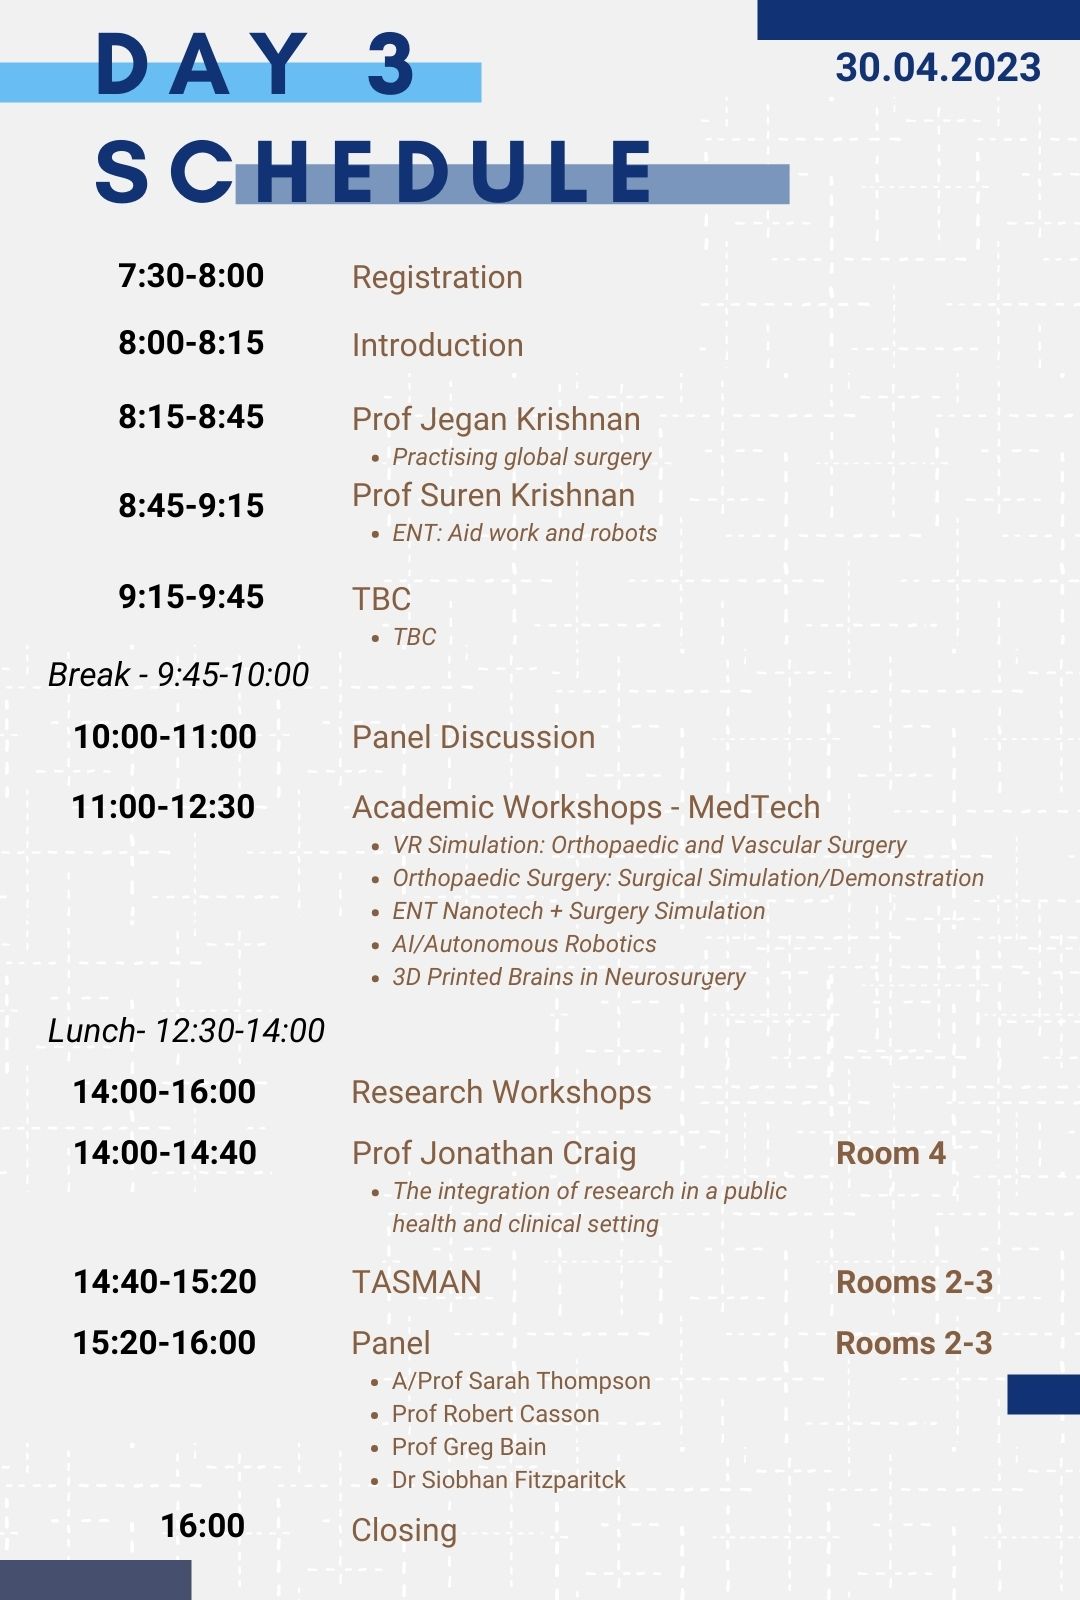 DAY 3
30.04.2023
SCHEDULE
7:30-8:00 Registration
8:00-8:15 Introduction
8:15-8:45 Prof Jegan Krishnan
• Practising global surgery
8:45-9:15 Prof Suren Krishnan
• ENT: Aid work and robots
9:15-9:45 TBC
• TBC
Break - 9:45-10:00
10:00-11:00 Panel Discussion
11:00-12:30 Academic Workshops - MedTech
• VR Simulation: Orthopaedic and Vascular Surgery
• Orthopaedic Surgery: Surgical Simulation/Demonstration
• ENT Nanotech + Surgery Simulation
• AI/Autonomous Robotics
• 3D Printed Brains in Neurosurgery
Lunch- 12:30-14:00
14:00-16:00 Research Workshops
14:00-14:40 Prof Jonathan Craig Room 4
• The integration of research in a public
health and clinical setting
14:40-15:20 TASMAN Rooms 2-3
15:20-16:00 Panel Rooms 2-3
• A/Prof Sarah Thompson
• Prof Robert Casson
• Prof Greg Bain
• Dr Siobhan Fitzparitck
16:00 Closing